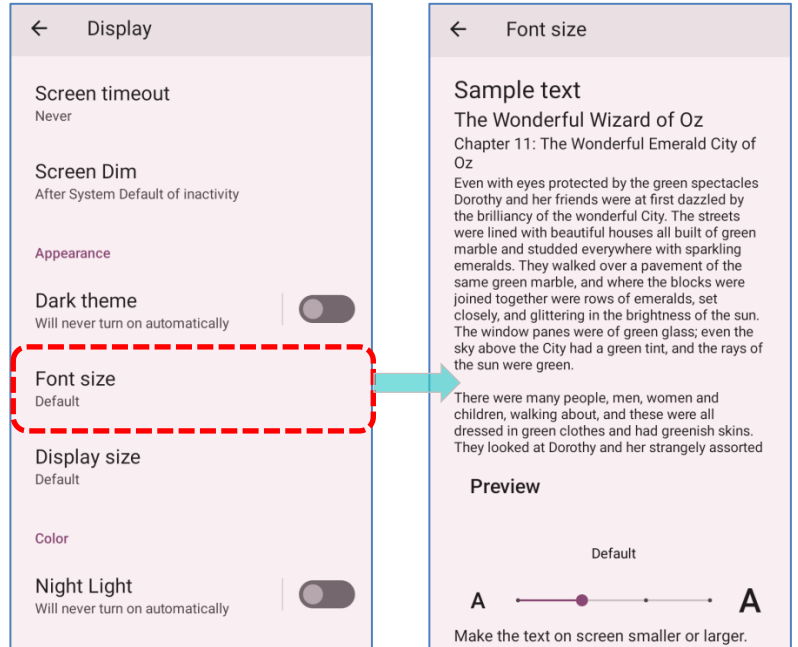 Display
Screen timeout
Never
Screen Dim
After System Default of inactivity
Appearance
Dark theme
Will never turn on automatically
Font size
Default
Display size
Default
Color
Night Light
Will never turn on automatically
Font size
Sample text
The Wonderful Wizard of Oz
Chapter 11: The Wonderful Emerald City of
Oz
Even with eyes protected by the green spectacles
Dorothy and her friends were at first dazzled by
the brilliancy of the wonderful City. The streets
were lined with beautiful houses all built of green
marble and studded everywhere with sparkling
emeralds. They walked over a pavement of the
same green marble, and where the blocks were
joined together were rows of emeralds, set
closely, and glittering in the brightness of the sun.
The window panes were of green glass; even the
sky above the City had a green tint, and the rays of
the sun were green.
There were many people, men, women and
children, walking about, and these were all
dressed in green clothes and had greenish skins.
They looked at Dorothy and her strangely assorted
Preview
Default
A A
Make the text on screen smaller or larger.